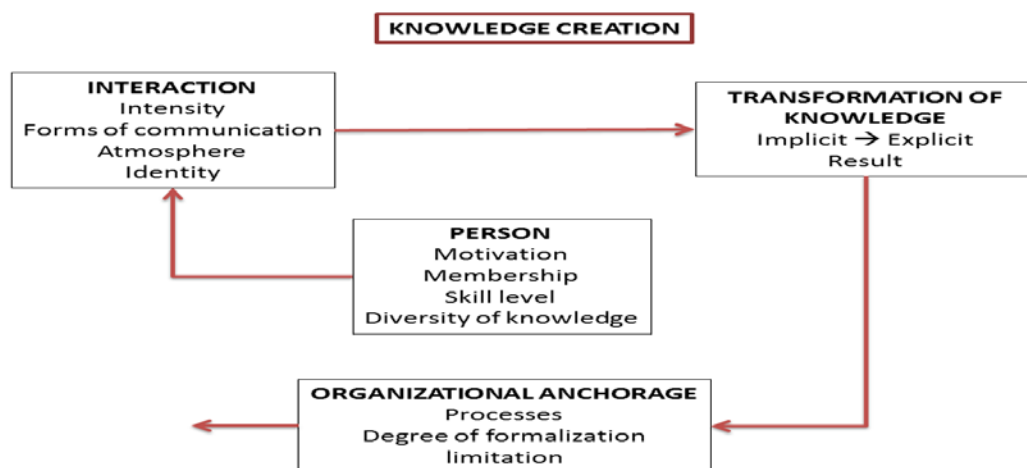 KNOWLEDGE CREATION
INTERACTION
Intensity
Forms of communication
Atmosphere
Identity
TRANSFORMATION OF
KNOWLEDGE
Implicit → Explicit
Result
PERSON
Motivation
Membership
Skill level
Diversity of knowledge
ORGANIZATIONAL ANCHORAGE
Processes
Degree of formalization
limitation